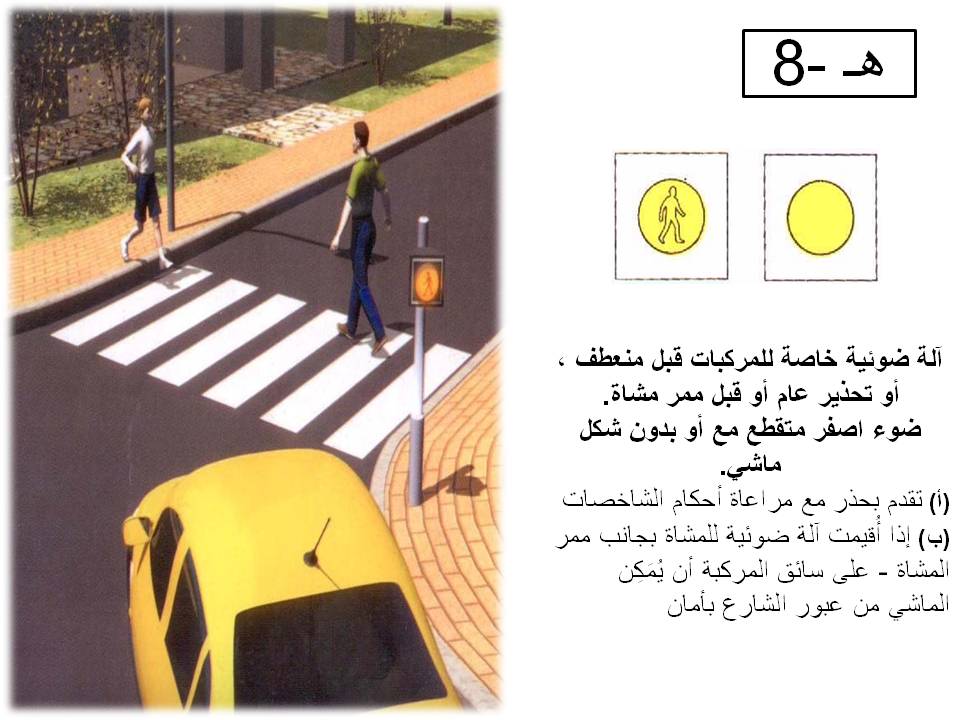 هـ -8
آلة ضوئية خاصة للمركبات قبل منعطف ،
أو تحذير عام أو قبل ممر مشاة.
ضوء اصفر متقطع مع أو بدون شكل
ماشي.
(أ) تقدم بحذر مع مراعاة أحكام الشاخصات
(ب) إذا أُقيمت آلة ضوئية للمشاة بجانب ممر
المشاة - على سائق المركبة أن يُمَكِن
الماشي من عبور الشارع بأمان